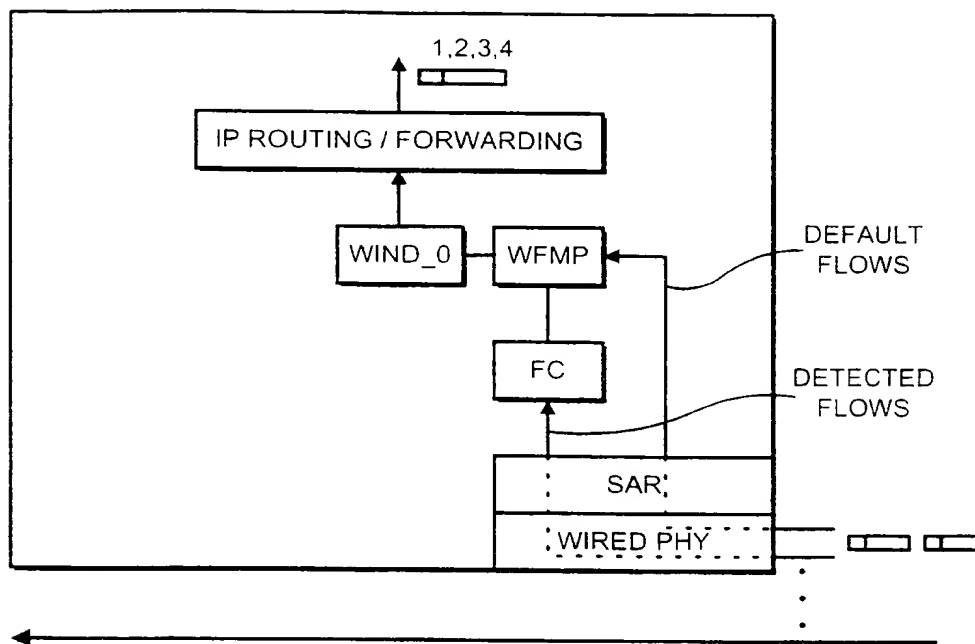 1,2,3,4
IP ROUTING / FORWARDING
WIND_0
WFMP
DEFAULT
FLOWS
FC
DETECTED
FLOWS
SAR
WIRED PHY